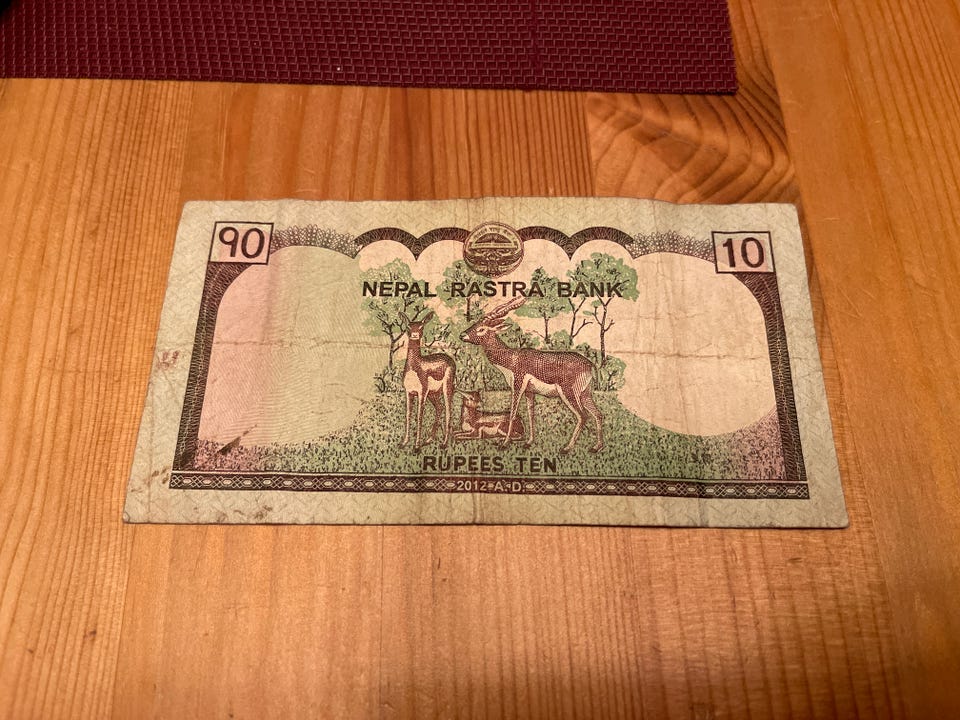 १०
10
NEPAL RASTRA BANK
RUPEES TEN
2012 A.D.